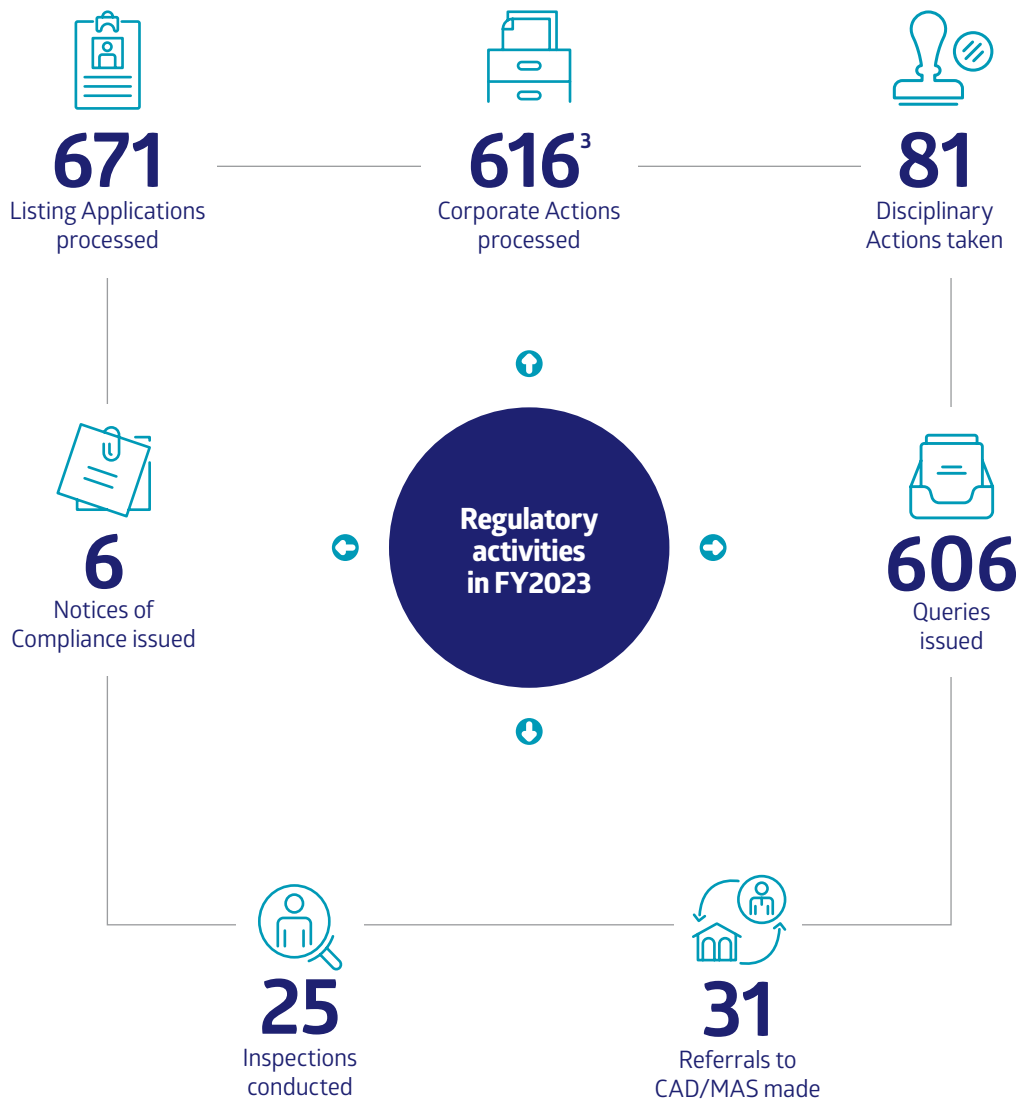 671
Listing Applications
processed
616³
Corporate Actions
processed
81
Disciplinary
Actions taken
6
Notices of
Compliance issued
Regulatory
activities
in FY2023
606
Queries
issued
25
Inspections
conducted
31
Referrals to
CAD/MAS made